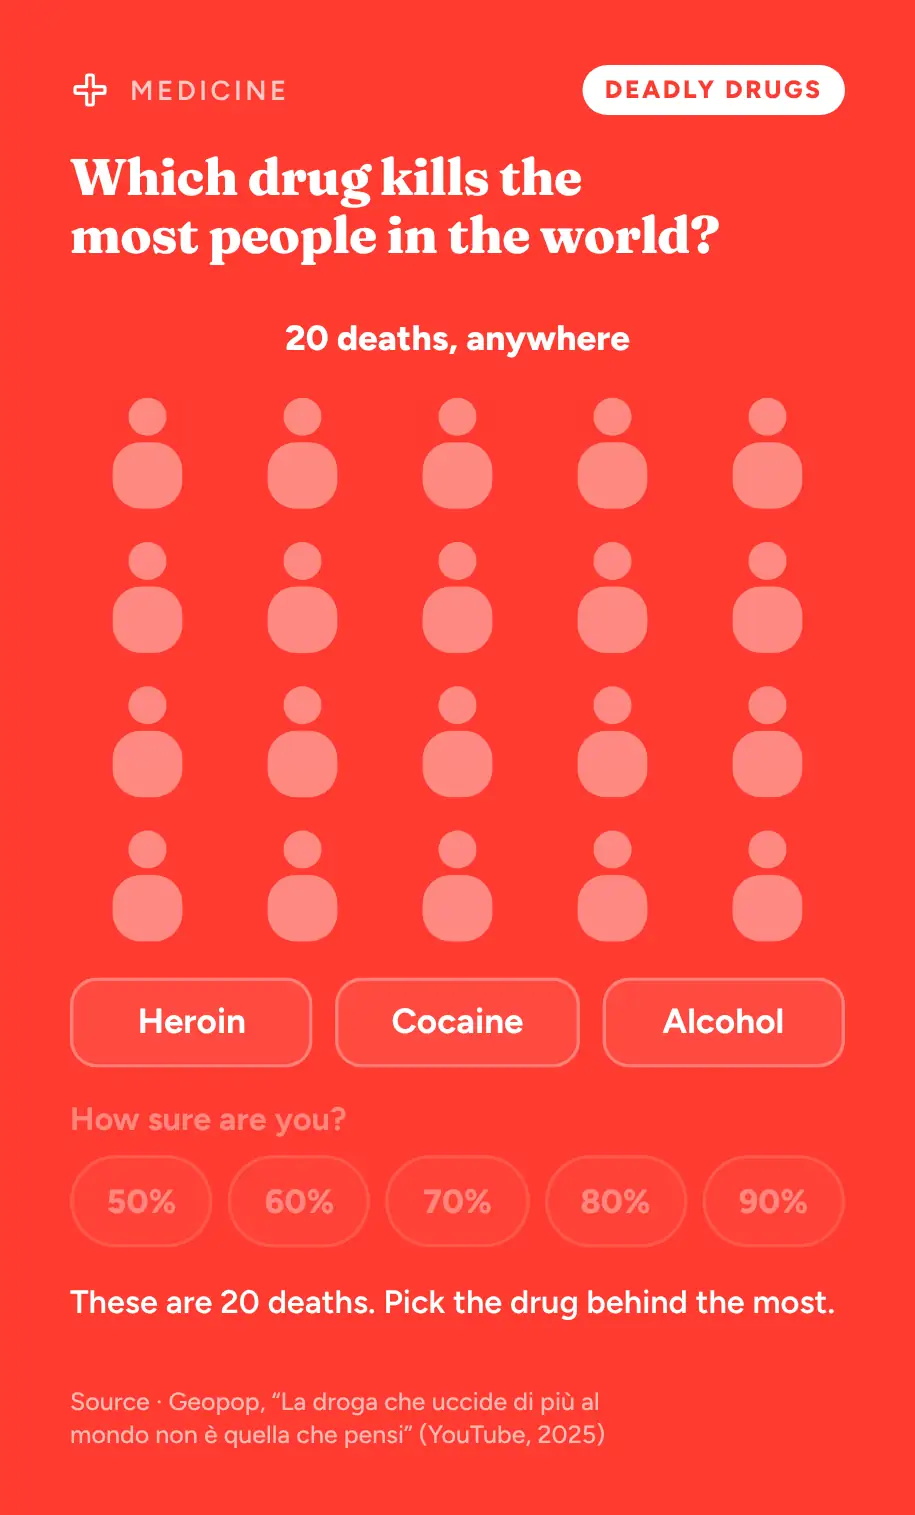 MEDICINE
DEADLY DRUGS
Which drug kills the
most people in the world?
20 deaths, anywhere
Heroin
Cocaine
Alcohol
How sure are you?
50%
60%
70%
80%
90%
These are 20 deaths. Pick the drug behind the most.
Source · Geopop, “La droga che uccide di più al
mondo non è quella che pensi” (YouTube, 2025)